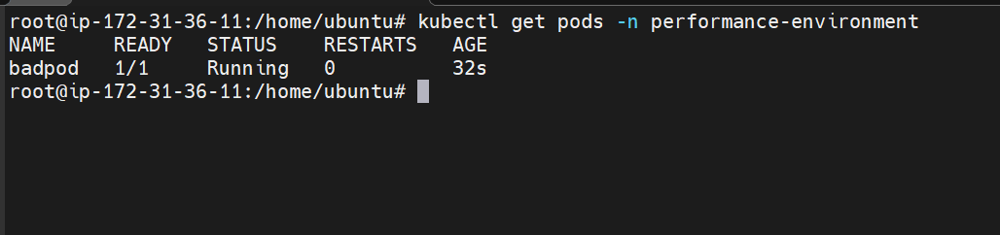 root@ip-172-31-36-11:/home/ubuntu# kubectl get pods -n performance-environment
NAME     READY   STATUS    RESTARTS   AGE
badpod   1/1     Running   0          32s
root@ip-172-31-36-11:/home/ubuntu#